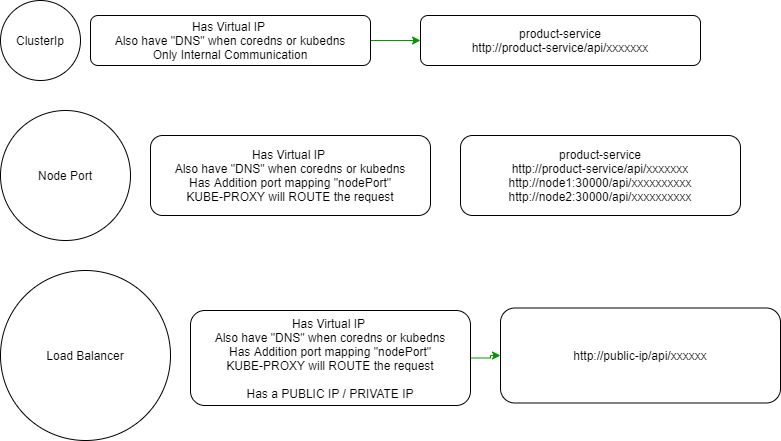 ClusterIp
Has Virtual IP
Also have "DNS" when coredns or kubedns
Only Internal Communication
product-service
http://product-service/api/xxxxxxx
Node Port
Has Virtual IP
Also have "DNS" when coredns or kubedns
Has Addition port mapping "nodePort"
KUBE-PROXY will ROUTE the request
product-service
http://product-service/api/xxxxxxx
http://node1:30000/api/xxxxxxxxxx
http://node2:30000/api/xxxxxxxxxx
Load Balancer
Has Virtual IP
Also have "DNS" when coredns or kubedns
Has Addition port mapping "nodePort"
KUBE-PROXY will ROUTE the request
Has a PUBLIC IP / PRIVATE IP
http://public-ip/api/xxxxxx